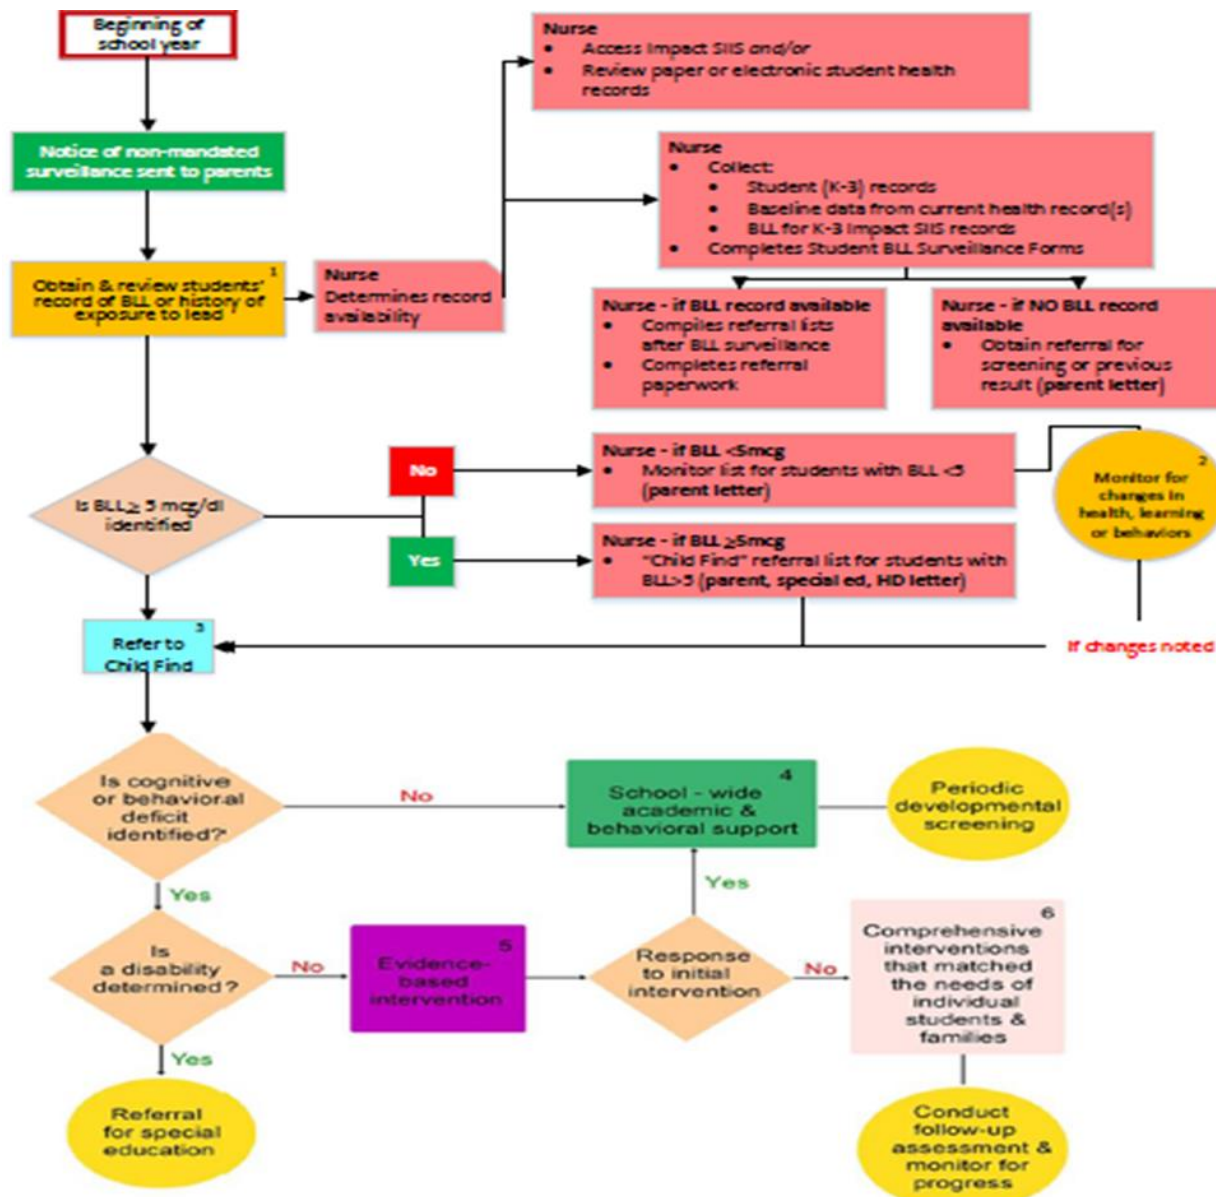 Beginning of
school year
Nurse
• Access Impact SIIS and/or
• Review paper or electronic student health
records
Notice of non-mandated
surveillance sent to parents
Nurse
• Collect:
• Student (K-3) records
• Baseline data from current health record(s)
• BLL for K-3 Impact SIIS records
• Completes Student BLL Surveillance Forms
1
Obtain & review students'
record of BLL or history of
exposure to lead
Nurse
Determines record
availability
Nurse - if BLL record available
• Compiles referral lists
after BLL surveillance
• Completes referral
paperwork
Nurse - if NO BLL record
available
• Obtain referral for
screening or previous
result (parent letter)
Is BLL≥ 5 mcg/dl
identified
No
Nurse - if BLL <5mcg
• Monitor list for students with BLL <5
(parent letter)
2
Monitor for
changes in
health, learning
or behaviors
Yes
Nurse - if BLL ≥5mcg
• "Child Find" referral list for students with
BLL>5 (parent, special ed, HD letter)
3
Refer to
Child Find
If changes noted
Is cognitive
or behavioral
deficit
identified?*
No
4
School - wide
academic &
behavioral support
Periodic
developmental
screening
Yes
Yes
Is
a disability
determined?
No
5
Evidence-
based
intervention
Response
to initial
intervention
No
6
Comprehensive
interventions
that matched
the needs of
individual
students &
families
Yes
Referral
for special
education
Conduct
follow-up
assessment &
monitor for
progress